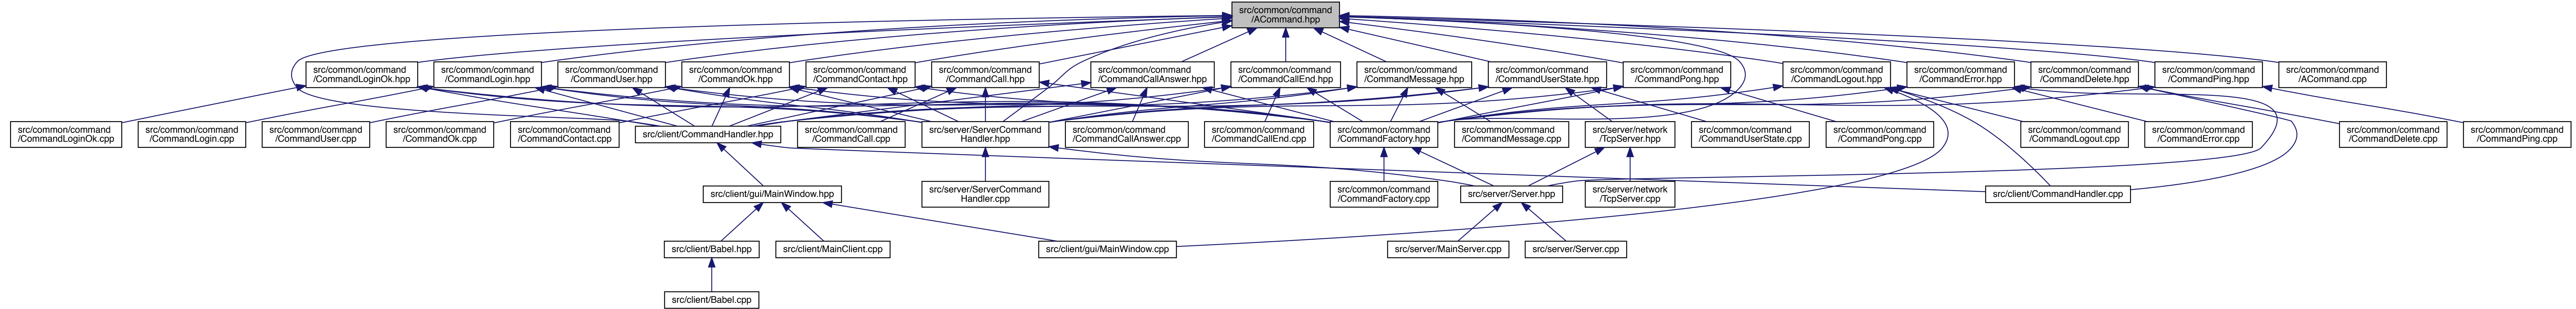 src/common/command
/ACommand.hpp
src/common/command
/CommandLoginOk.hpp
src/common/command
/CommandLogin.hpp
src/common/command
/CommandUser.hpp
src/common/command
/CommandOk.hpp
src/common/command
/CommandContact.hpp
src/common/command
/CommandCall.hpp
src/common/command
/CommandCallAnswer.hpp
src/common/command
/CommandCallEnd.hpp
src/common/command
/CommandMessage.hpp
src/common/command
/CommandUserState.hpp
src/common/command
/CommandPong.hpp
src/common/command
/CommandLogout.hpp
src/common/command
/CommandError.hpp
src/common/command
/CommandDelete.hpp
src/common/command
/CommandPing.hpp
src/common/command
/ACommand.cpp
src/common/command
/CommandLoginOk.cpp
src/common/command
/CommandLogin.cpp
src/common/command
/CommandUser.cpp
src/common/command
/CommandOk.cpp
src/common/command
/CommandContact.cpp
src/client/CommandHandler.hpp
src/common/command
/CommandCall.cpp
src/server/ServerCommand
Handler.hpp
src/common/command
/CommandCallAnswer.cpp
src/common/command
/CommandCallEnd.cpp
src/common/command
/CommandFactory.hpp
src/common/command
/CommandMessage.cpp
src/server/network
/TcpServer.hpp
src/common/command
/CommandUserState.cpp
src/common/command
/CommandPong.cpp
src/common/command
/CommandLogout.cpp
src/common/command
/CommandError.cpp
src/common/command
/CommandDelete.cpp
src/common/command
/CommandPing.cpp
src/client/gui/MainWindow.hpp
src/server/ServerCommand
Handler.cpp
src/common/command
/CommandFactory.cpp
src/server/Server.hpp
src/server/network
/TcpServer.cpp
src/client/CommandHandler.cpp
src/client/Babel.hpp
src/client/MainClient.cpp
src/client/gui/MainWindow.cpp
src/server/MainServer.cpp
src/server/Server.cpp
src/client/Babel.cpp